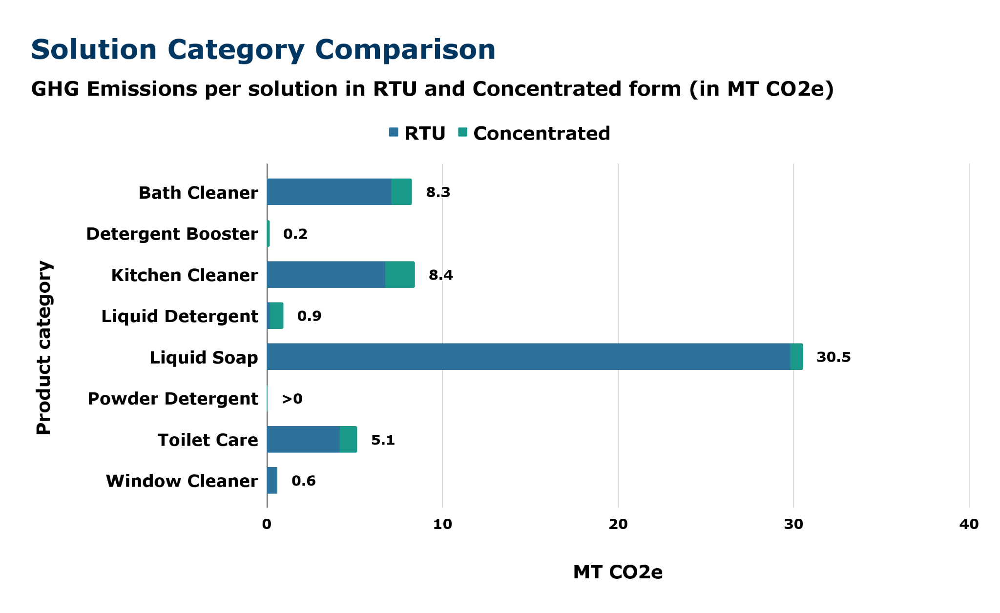 Solution Category Comparison
GHG Emissions per solution in RTU and Concentrated form (in MT CO2e)
RTU Concentrated
Product category
Bath Cleaner 8.3
Detergent Booster 0.2
Kitchen Cleaner 8.4
Liquid Detergent 0.9
Liquid Soap 30.5
Powder Detergent >0
Toilet Care 5.1
Window Cleaner 0.6
0 10 20 30 40
MT CO2e